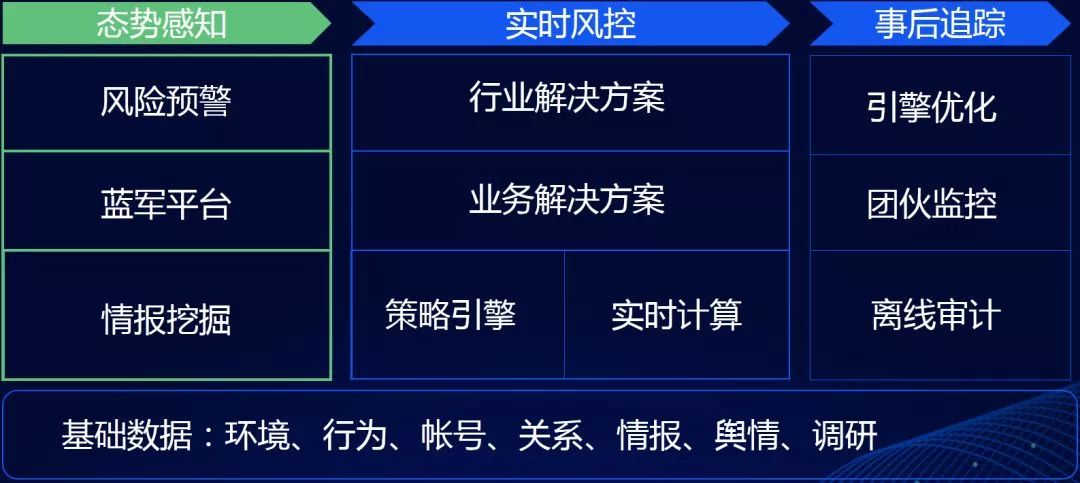 态势感知
实时风控
事后追踪
风险预警
行业解决方案
引擎优化
蓝军平台
业务解决方案
团伙监控
情报挖掘
策略引擎
实时计算
离线审计
基础数据：环境、行为、帐号、关系、情报、舆情、调研